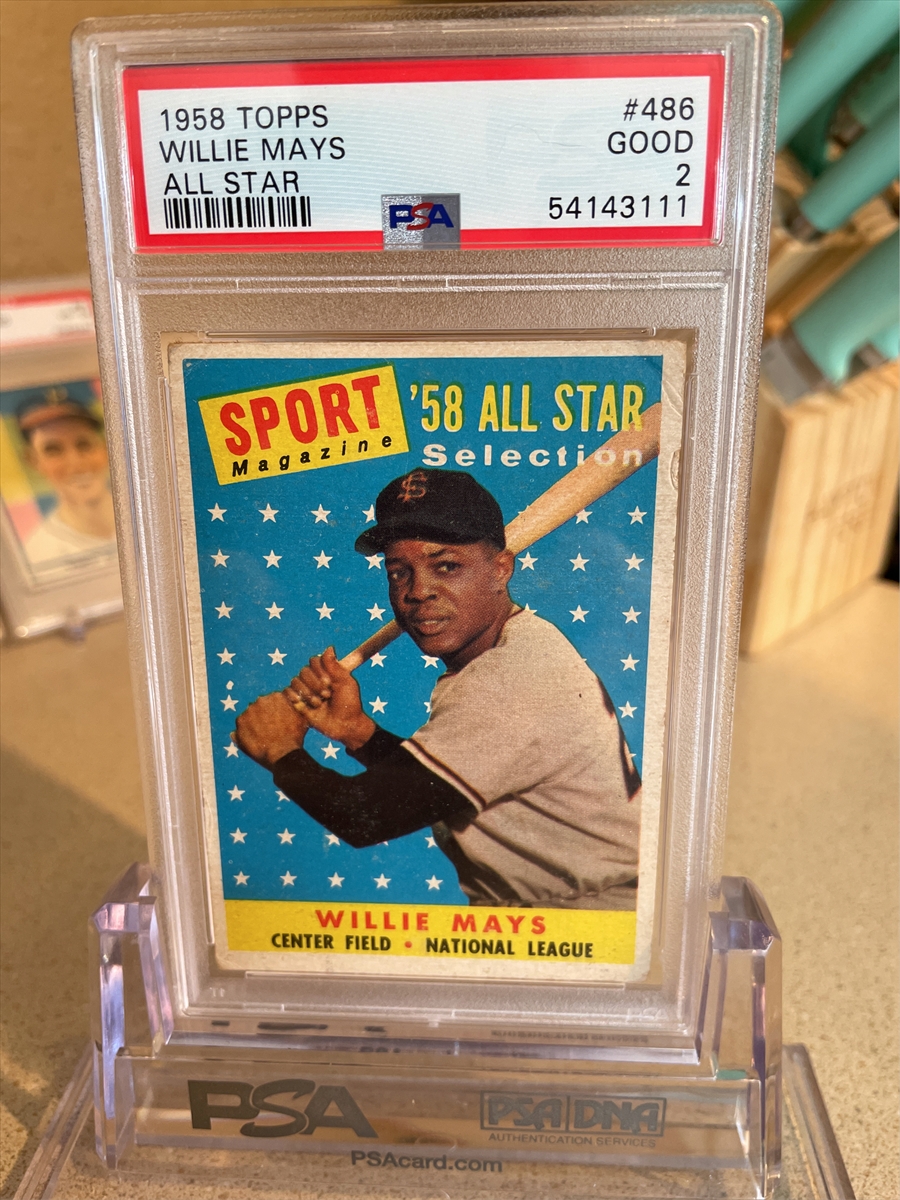 1958 TOPPS #486
WILLIE MAYS GOOD
ALL STAR 2
PSA 54143111
SPORT
Magazine
'58 ALL STAR
Selection
SF
WILLIE MAYS
CENTER FIELD • NATIONAL LEAGUE
PSA PSA DNA
AUTHENTICATION SERVICES
PSAcard.com